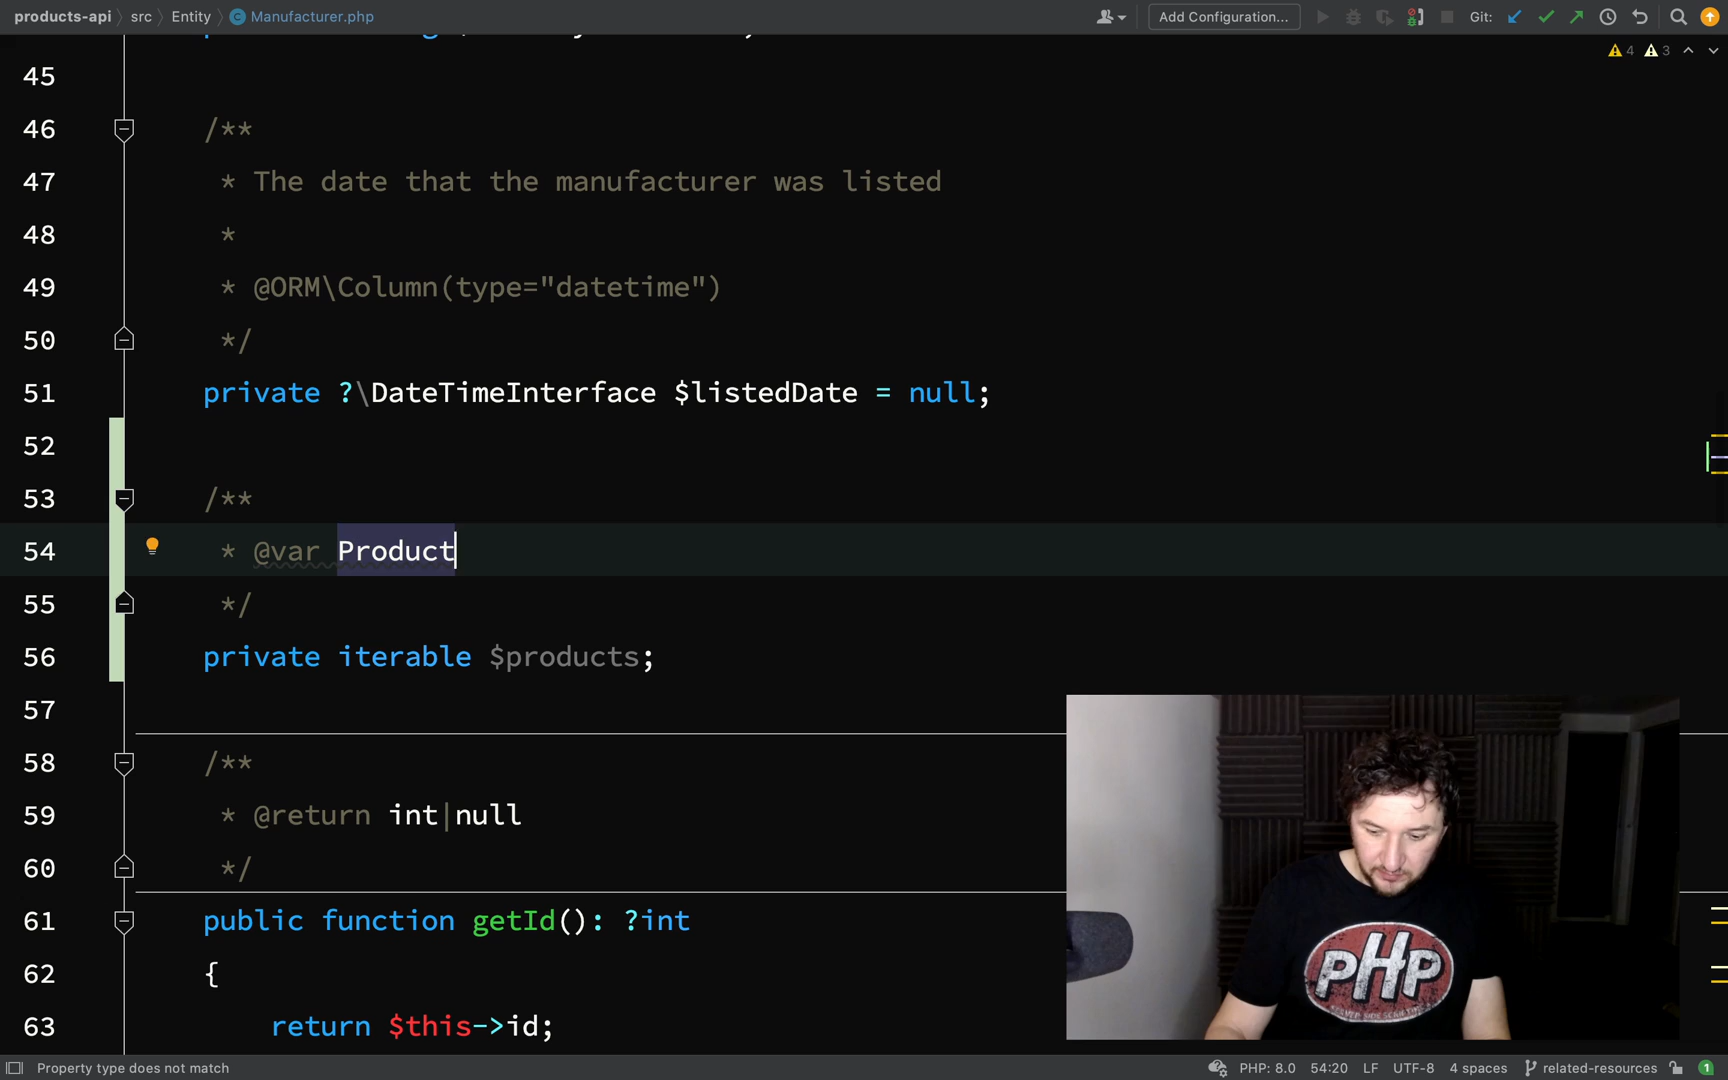 products-api src Entity Manufacturer.php Add Configuration... Git:
4 3
45
46 /**
47 * The date that the manufacturer was listed
48 *
49 * @ORM\Column(type="datetime")
50 */
51 private ?\DateTimeInterface $listedDate = null;
52
53 /**
54 * @var Product
55 */
56 private iterable $products;
57
58 /**
59 * @return int|null
60 */
61 public function getId(): ?int
62 {
63 return $this->id;
PHP
Property type does not match PHP: 8.0 54:20 LF UTF-8 4 spaces related-resources 1